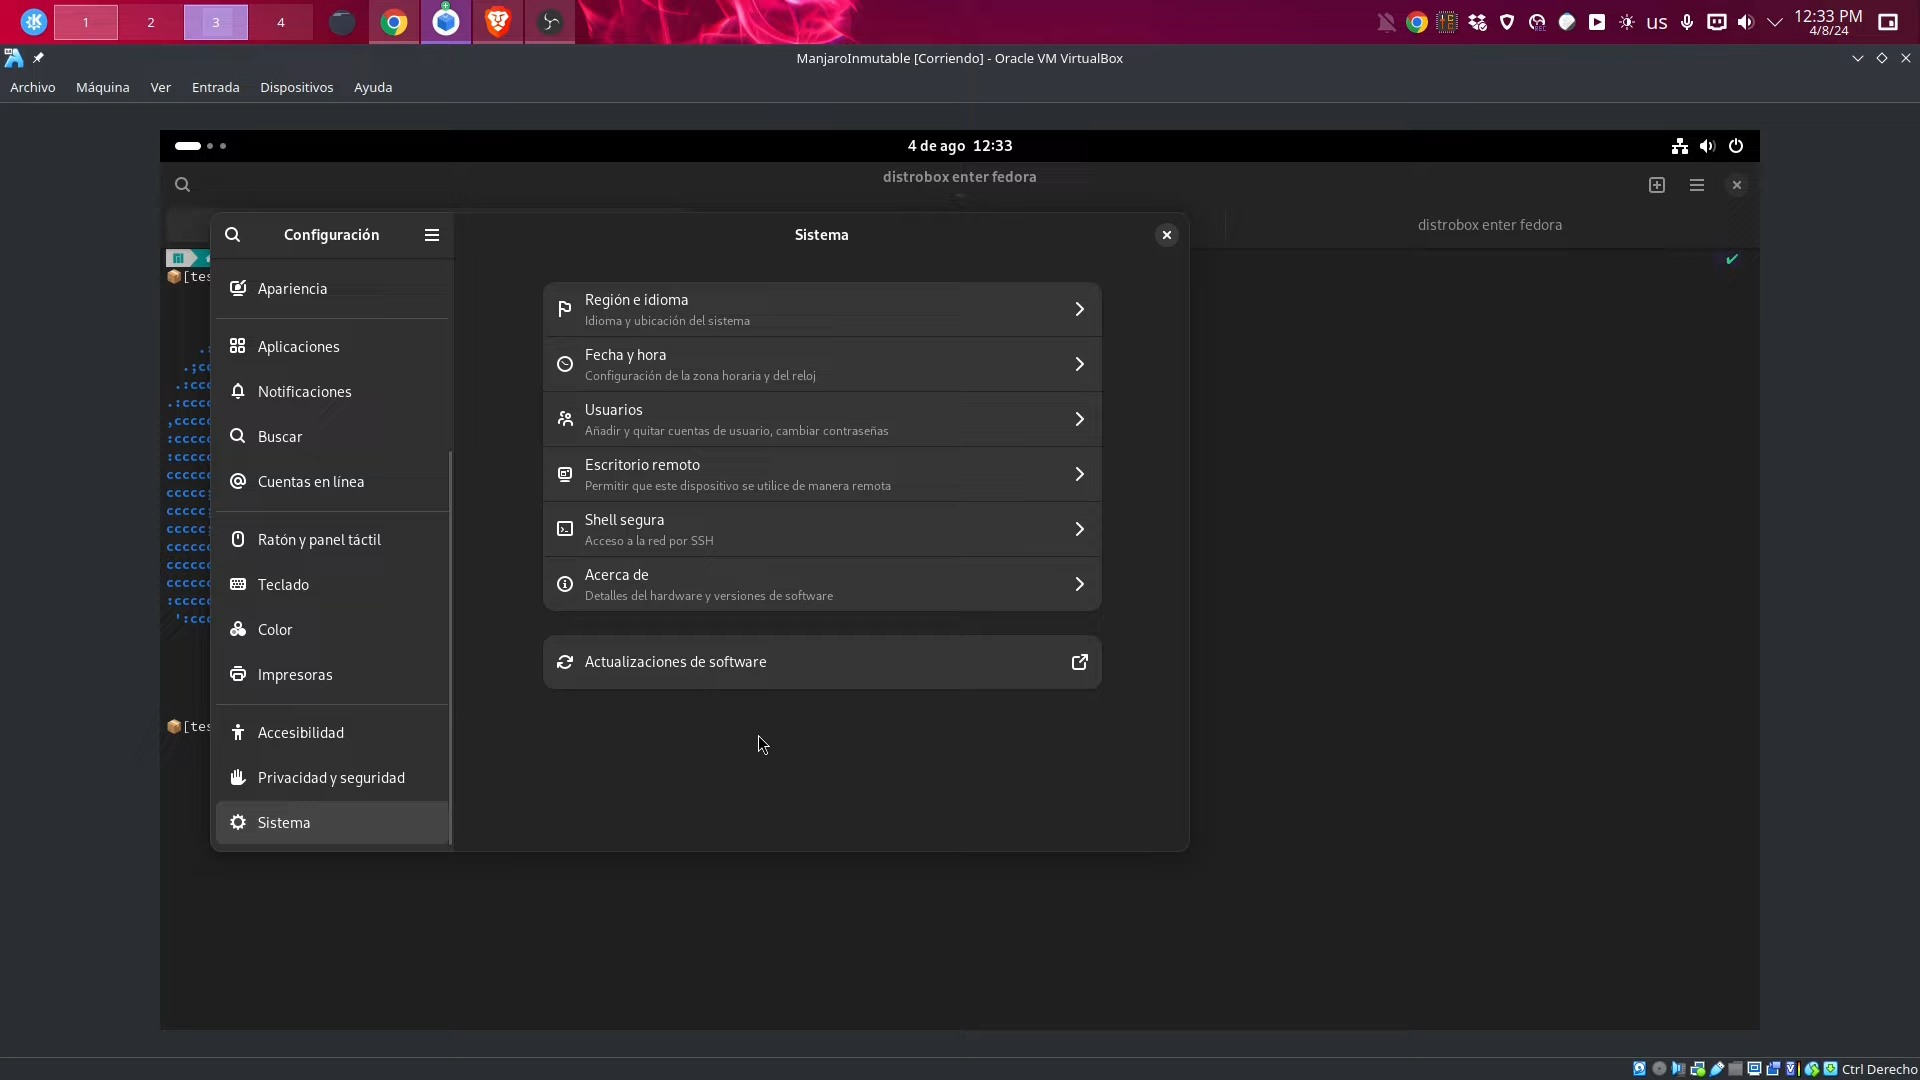 1
2
3
4
us
12:33 PM
4/8/24
ManjaroInmutable [Corriendo] - Oracle VM VirtualBox
Archivo Máquina Ver Entrada Dispositivos Ayuda
4 de ago 12:33
distrobox enter fedora
distrobox enter fedora
Configuración
Sistema
[tes
Apariencia
Aplicaciones
Notificaciones
Buscar
Cuentas en línea
Ratón y panel táctil
Teclado
Color
Impresoras
Accesibilidad
Privacidad y seguridad
Sistema
Región e idioma
Idioma y ubicación del sistema
Fecha y hora
Configuración de la zona horaria y del reloj
Usuarios
Añadir y quitar cuentas de usuario, cambiar contraseñas
Escritorio remoto
Permitir que este dispositivo se utilice de manera remota
Shell segura
Acceso a la red por SSH
Acerca de
Detalles del hardware y versiones de software
Actualizaciones de software
[tes
Ctrl Derecho